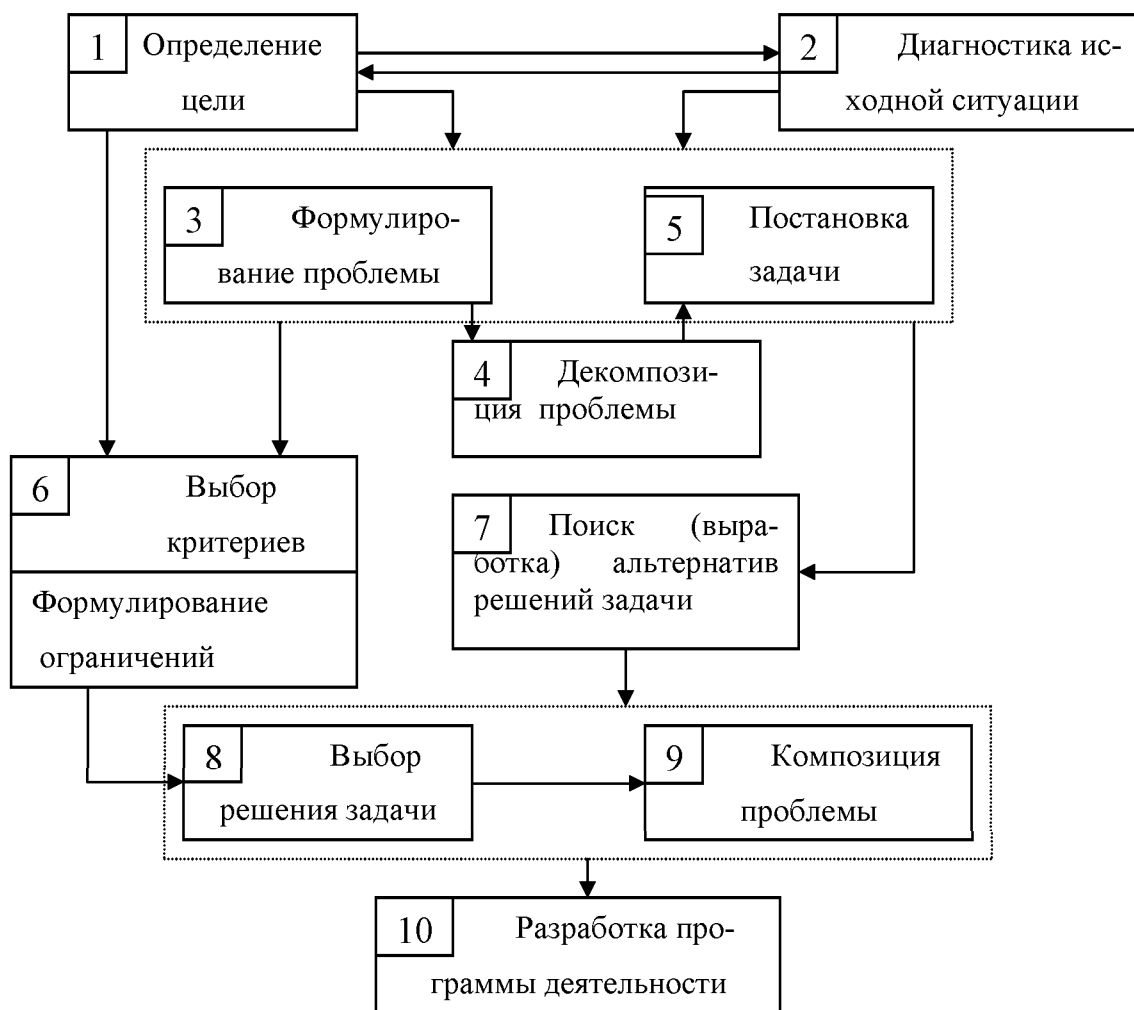 1
Определение
цели
2
Диагностика ис-
ходной ситуации
3
Формулиро-
вание проблемы
5
Постановка
задачи
4
Декомпози-
ция проблемы
6
Выбор
критериев
Формулирование
ограничений
7
Поиск (выра-
ботка) альтернатив
решений задачи
8
Выбор
решения задачи
9
Композиция
проблемы
10
Разработка про-
граммы деятельности